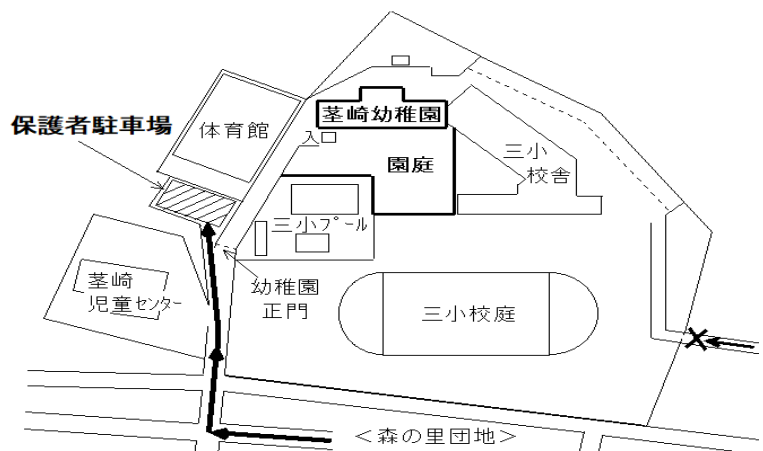 茎崎幼稚園
保護者駐車場
体育館
入口
園庭
三小
校舎
三小プール
茎崎
児童センター
幼稚園
正門
三小校庭
<森の里団地>